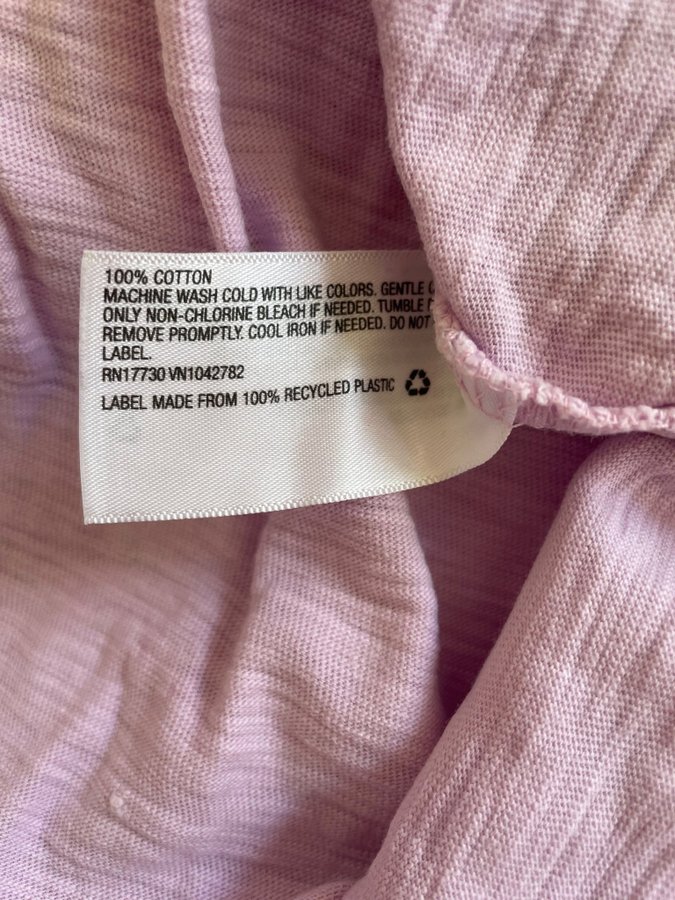 100% COTTON
MACHINE WASH COLD WITH LIKE COLORS. GENTLE
ONLY NON-CHLORINE BLEACH IF NEEDED. TUMBLE
REMOVE PROMPTLY. COOL IRON IF NEEDED. DO NOT
LABEL.
RN17730 VN1042782
LABEL MADE FROM 100% RECYCLED PLASTIC